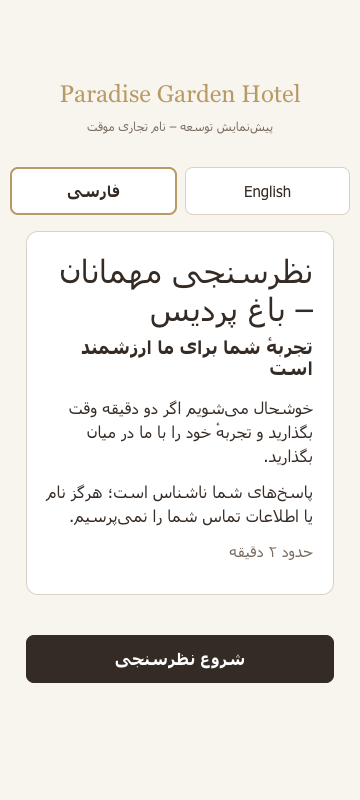 Paradise Garden Hotel
پیش‌نمایش توسعه – نام تجاری موقت
فارسی
English
نظرسنجی مهمانان
– باغ پردیس
تجربهٔ شما برای ما ارزشمند
است
خوشحال می‌شویم اگر دو دقیقه وقت
بگذارید و تجربهٔ خود را با ما در میان
بگذارید.
پاسخ‌های شما ناشناس است؛ هرگز نام
یا اطلاعات تماس شما را نمی‌پرسیم.
حدود ۲ دقیقه
شروع نظرسنجی